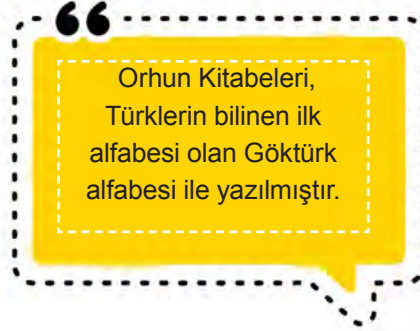 Orhun Kitabeleri,
Türklerin bilinen ilk
alfabesi olan Göktürk
alfabesi ile yazılmıştır.